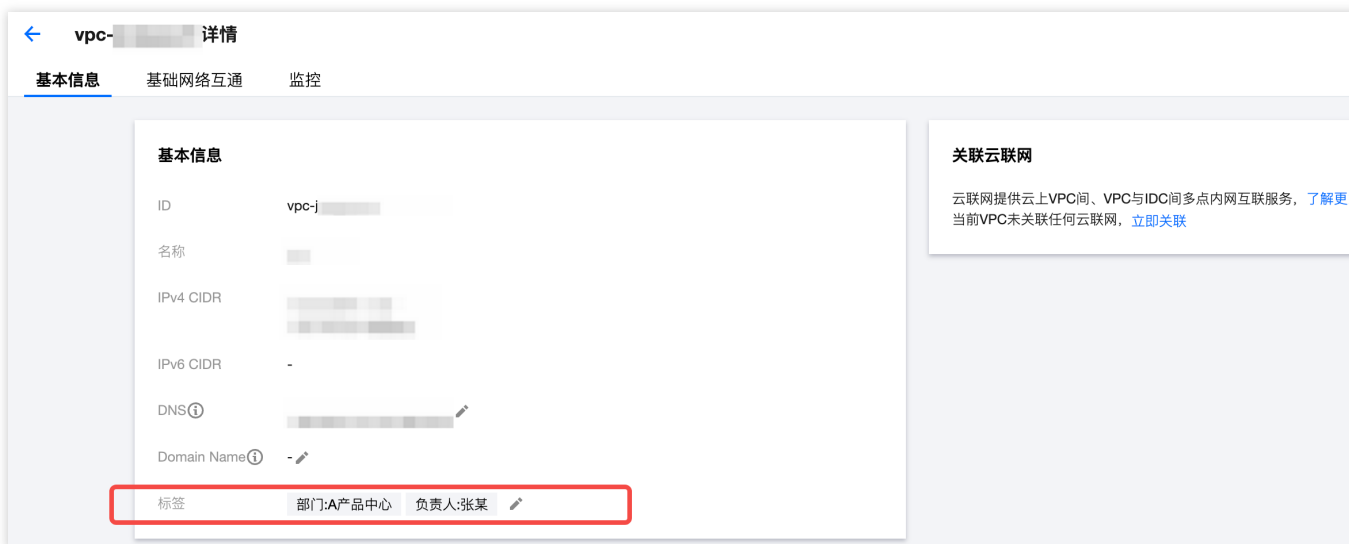 vpc- 详情
基本信息 基础网络互通 监控
基本信息
ID vpc-j
名称
IPv4 CIDR
IPv6 CIDR -
DNS
Domain Name -
标签 部门:A产品中心 负责人:张某
关联云联网
云联网提供云上VPC间、VPC与IDC间多点内网互联服务，了解更
当前VPC未关联任何云联网，立即关联